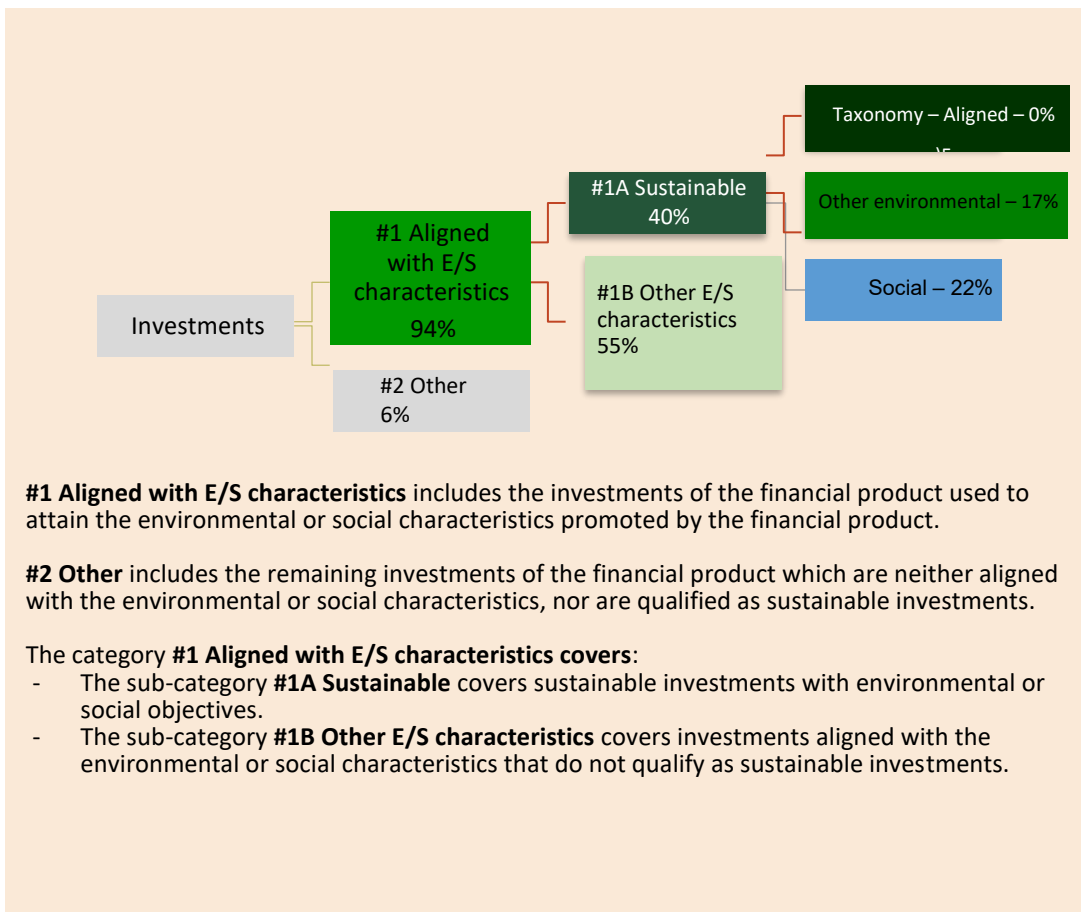 Taxonomy – Aligned – 0%
#1A Sustainable
40%
Other environmental – 17%
#1 Aligned
with E/S
characteristics
94%
#1B Other E/S
characteristics
55%
Social – 22%
Investments
#2 Other
6%
#1 Aligned with E/S characteristics includes the investments of the financial product used to
attain the environmental or social characteristics promoted by the financial product.
#2 Other includes the remaining investments of the financial product which are neither aligned
with the environmental or social characteristics, nor are qualified as sustainable investments.
The category #1 Aligned with E/S characteristics covers:
- The sub-category #1A Sustainable covers sustainable investments with environmental or
social objectives.
- The sub-category #1B Other E/S characteristics covers investments aligned with the
environmental or social characteristics that do not qualify as sustainable investments.